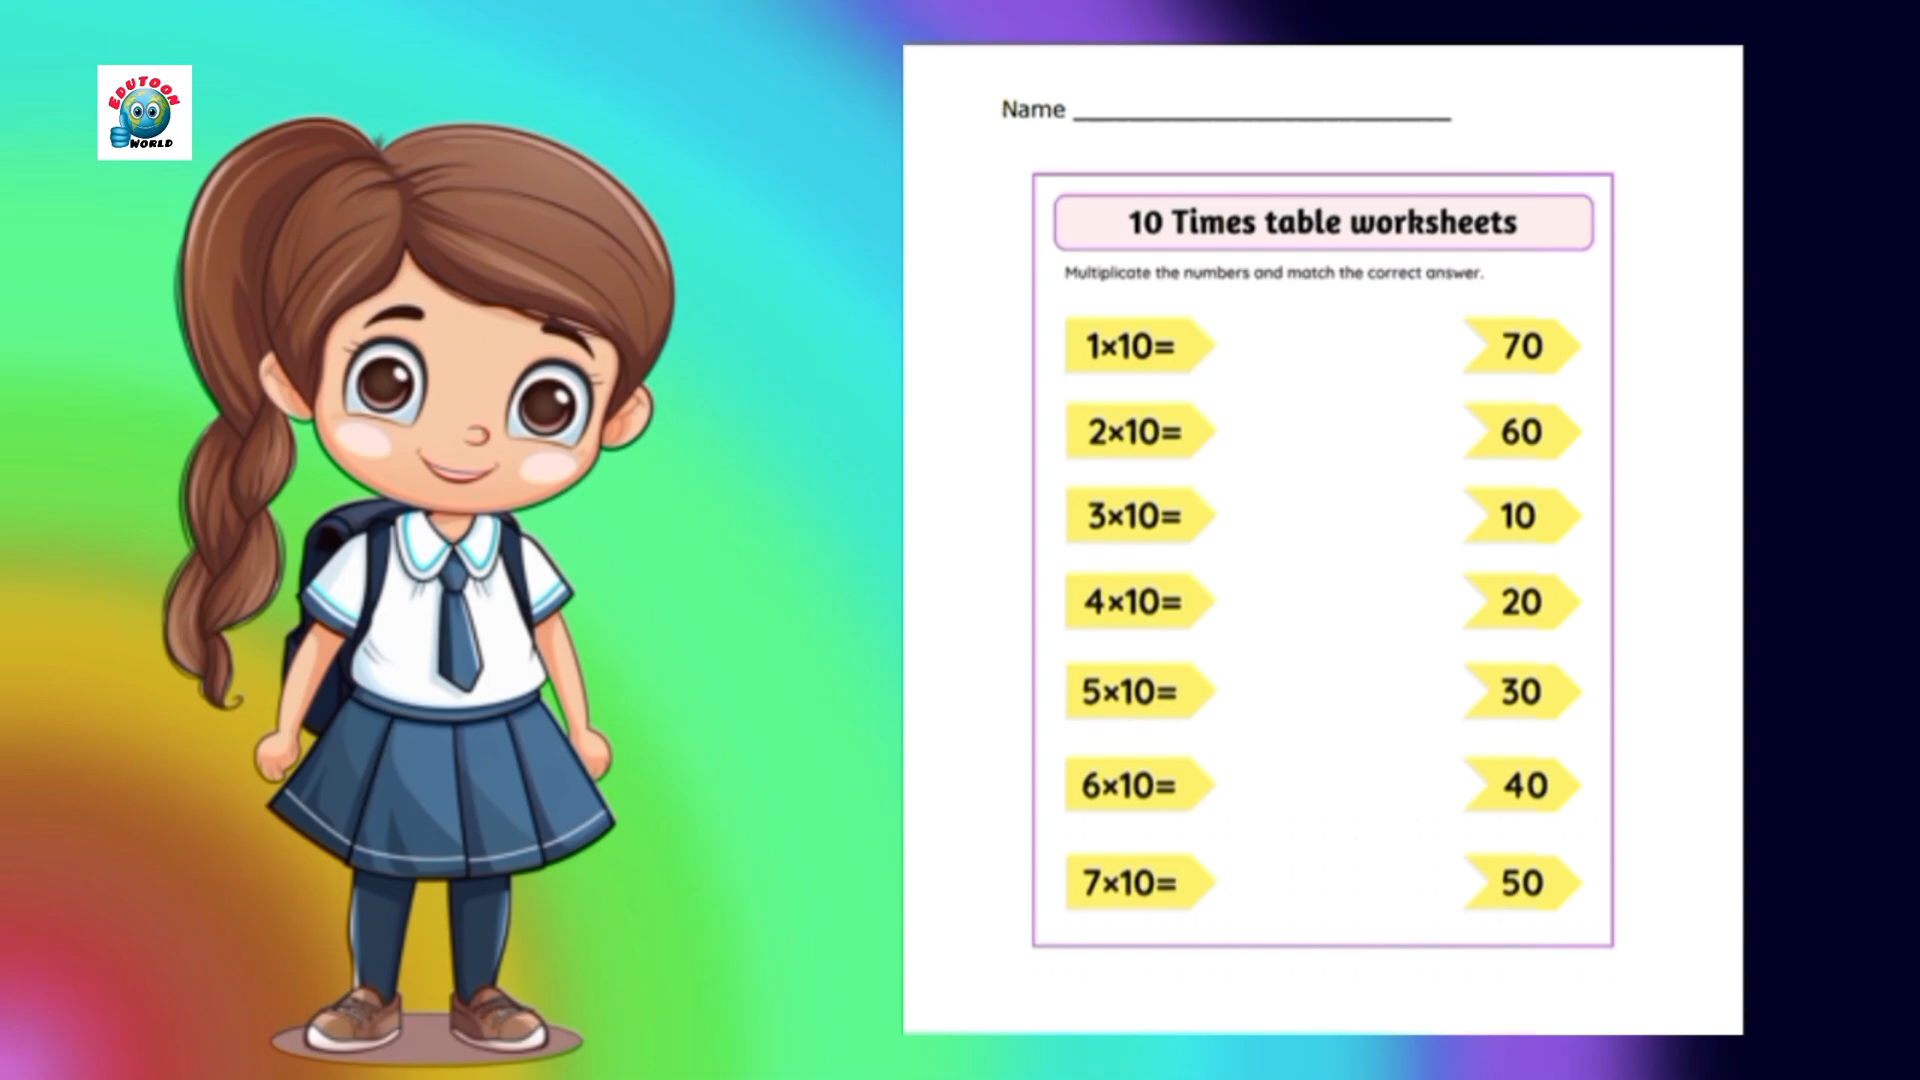 EDUTOON
WORLD
Name
10 Times table worksheets
Multiplicate the numbers and match the correct answer.
1×10= 70
2×10= 60
3×10= 10
4×10= 20
5×10= 30
6×10= 40
7×10= 50